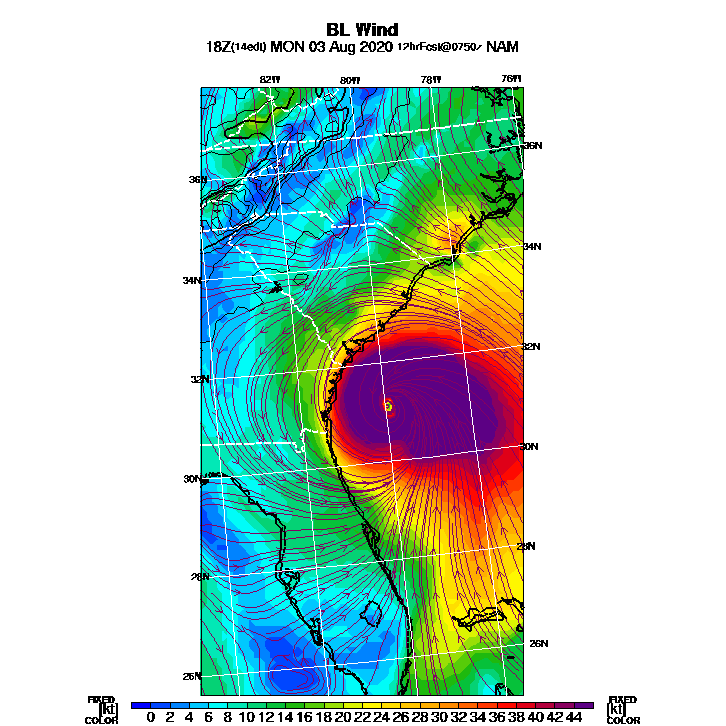 BL Wind
18Z(14edt) MON 03 Aug 2020 12hrFcst@0750z NAM
82W 80W 78W 76W
36N
36N
34N
34N
32N
32N
30N
30N
28N
28N
26N
26N
FIXED FIXED
[kt] 0 2 4 6 8 10 12 14 16 18 20 22 24 26 28 30 32 34 36 38 40 42 44 [kt]
COLOR COLOR